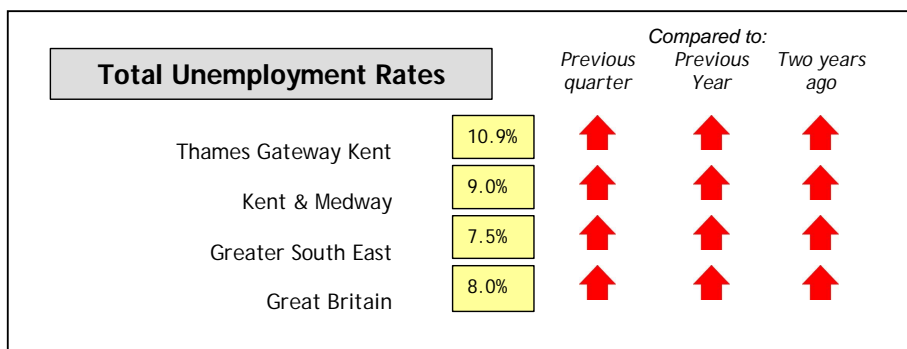 Compared to:
Total Unemployment Rates
Previous quarter
Previous Year
Two years ago
Thames Gateway Kent 10.9%
Kent & Medway 9.0%
Greater South East 7.5%
Great Britain 8.0%